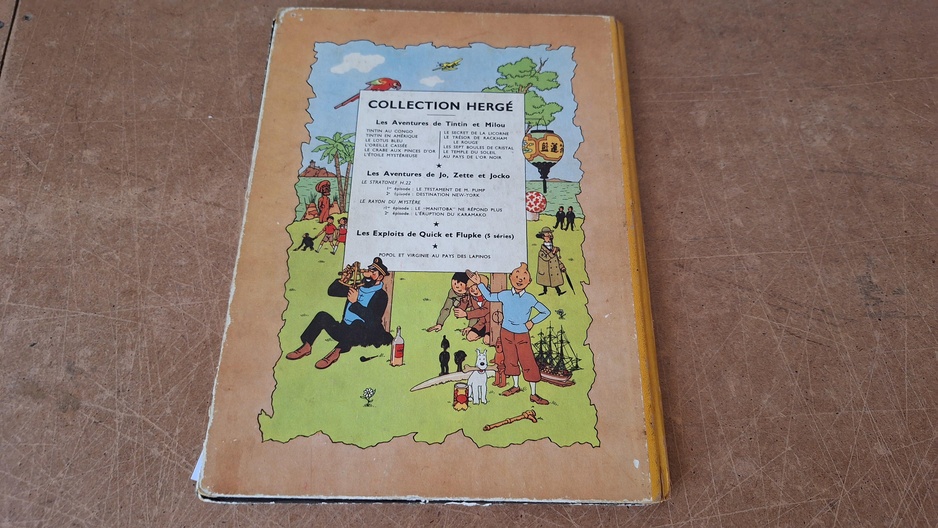 COLLECTION HERGÉ
Les Aventures de Tintin et Milou
TINTIN AU CONGO
TINTIN EN AMÉRIQUE
LE LOTUS BLEU
L'OREILLE CASSÉE
LE CRABE AUX PINCES D'OR
L'ÉTOILE MYSTÉRIEUSE
LE SECRET DE LA LICORNE
LE TRÉSOR DE RACKHAM
LE ROUGE
LES SEPT BOULES DE CRISTAL
LE TEMPLE DU SOLEIL
AU PAYS DE L'OR NOIR
Les Aventures de Jo, Zette et Jocko
LE STRATONEF H. 22
1er épisode : LE TESTAMENT DE M. PUMP
2e épisode : DESTINATION NEW-YORK
LE RAYON DU MYSTÈRE
1er épisode : LE "MANITOBA" NE RÉPOND PLUS
2e épisode : L'ÉRUPTION DU KARAMAKO.
Les Exploits de Quick et Flupke (5 séries)
POPOL ET VIRGINIE AU PAYS DES LAPINOS